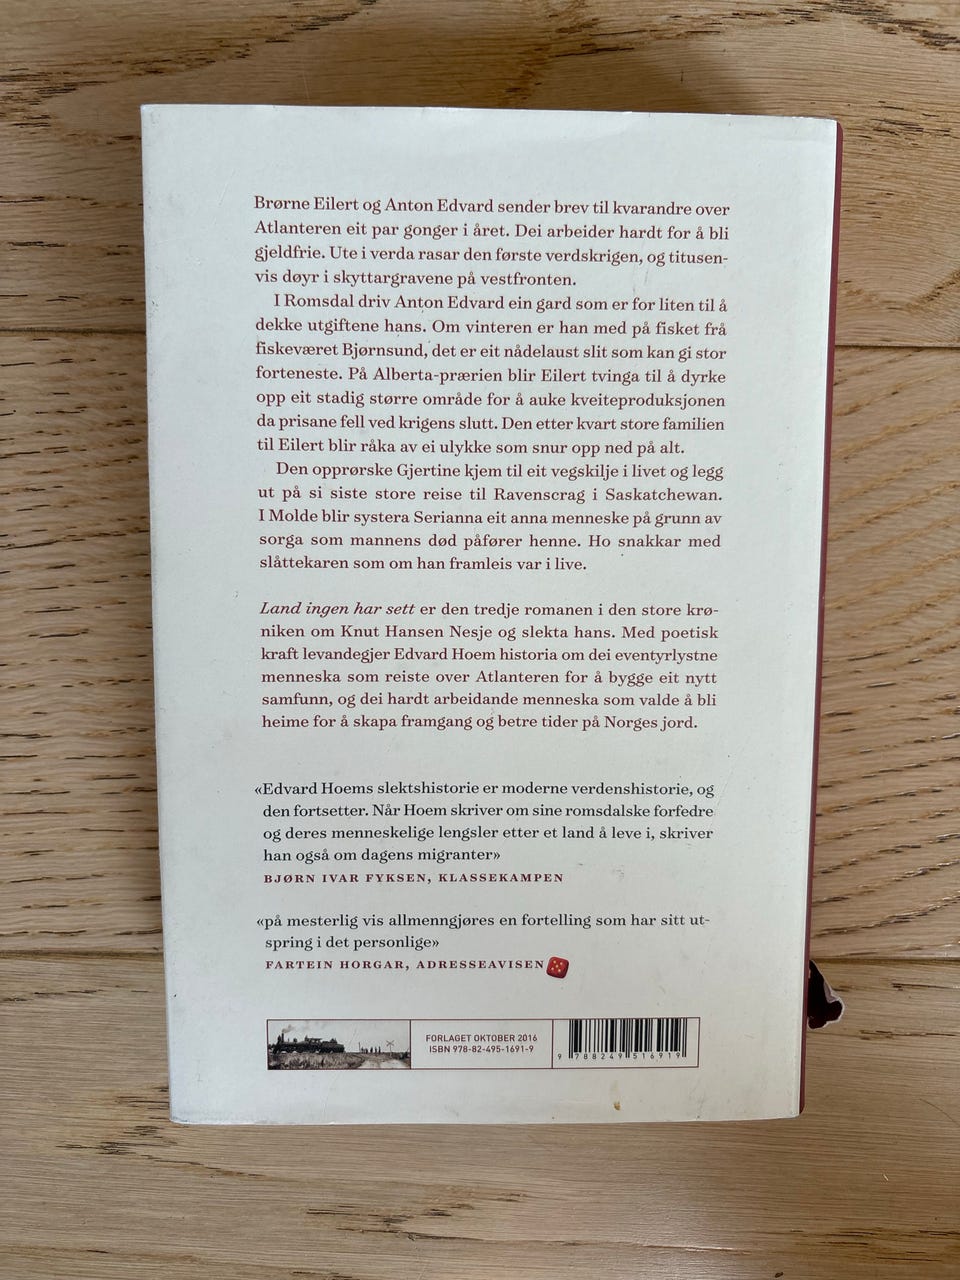 Brørne Eilert og Anton Edvard sender brev til kvarandre over
Atlanteren eit par gonger i året. Dei arbeider hardt for å bli
gjeldfrie. Ute i verda rasar den første verdskrigen, og titusen-
vis døyr i skyttargravene på vestfronten.
I Romsdal driv Anton Edvard ein gard som er for liten til å
dekke utgiftene hans. Om vinteren er han med på fisket frå
fiskeværet Bjørnsund, det er eit nådelaust slit som kan gi stor
forteneste. På Alberta-prærien blir Eilert tvinga til å dyrke
opp eit stadig større område for å auke kveiteproduksjonen
da prisane fell ved krigens slutt. Den etter kvart store familien
til Eilert blir råka av ei ulykke som snur opp ned på alt.
Den opprørske Gjertine kjem til eit vegskilje i livet og legg
ut på si siste store reise til Ravenscrag i Saskatchewan.
I Molde blir systera Serianna eit anna menneske på grunn av
sorga som mannens død påfører henne. Ho snakkar med
slåttekaren som om han framleis var i live.
Land ingen har sett er den tredje romanen i den store krø-
niken om Knut Hansen Nesje og slekta hans. Med poetisk
kraft levandegjer Edvard Hoem historia om dei eventyrlystne
menneska som reiste over Atlanteren for å bygge eit nytt
samfunn, og dei hardt arbeidande menneska som valde å bli
heime for å skapa framgang og betre tider på Norges jord.
«Edvard Hoems slektshistorie er moderne verdenshistorie, og
den fortsetter. Når Hoem skriver om sine romsdalske forfedre
og deres menneskelige lengsler etter et land å leve i, skriver
han også om dagens migranter»
BJØRN IVAR FYKSEN, KLASSEKAMPEN
«på mesterlig vis allmenngjøres en fortelling som har sitt ut-
spring i det personlige»
FARTEIN HORGAR, ADRESSEAVISEN
FORLAGET OKTOBER 2016
ISBN 978-82-495-1691-9
9 788249 516919